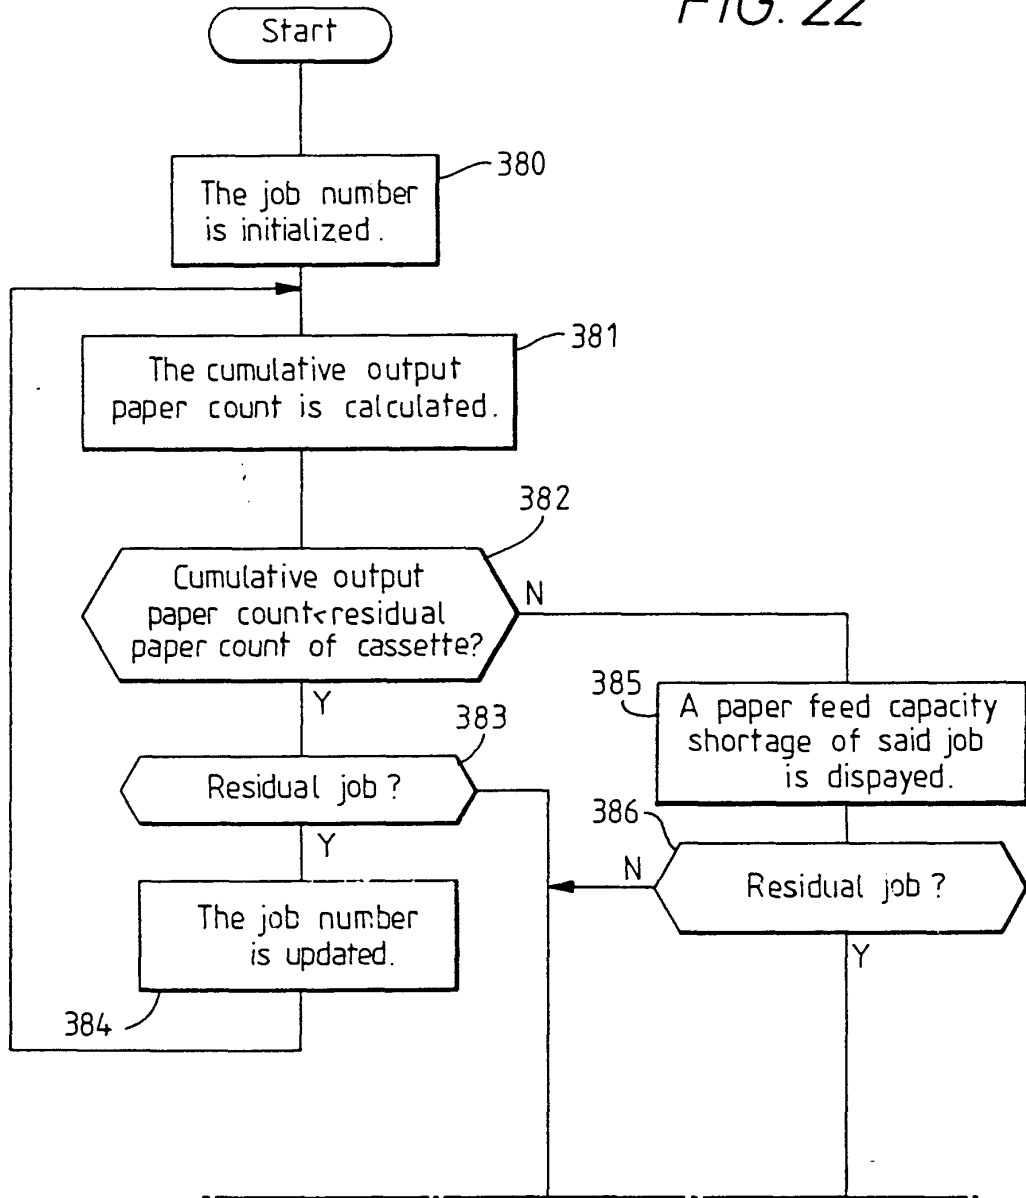 FIG. 22
Start
380
The job number
is initialized.
381
The cumulative output
paper count is calculated.
382
Cumulative output
paper count<residual
paper count of cassette?
N
Y
383
Residual job?
Y
The job number
is updated.
384
385
A paper feed capacity
shortage of said job
is dispayed.
386
N
Residual job?
Y